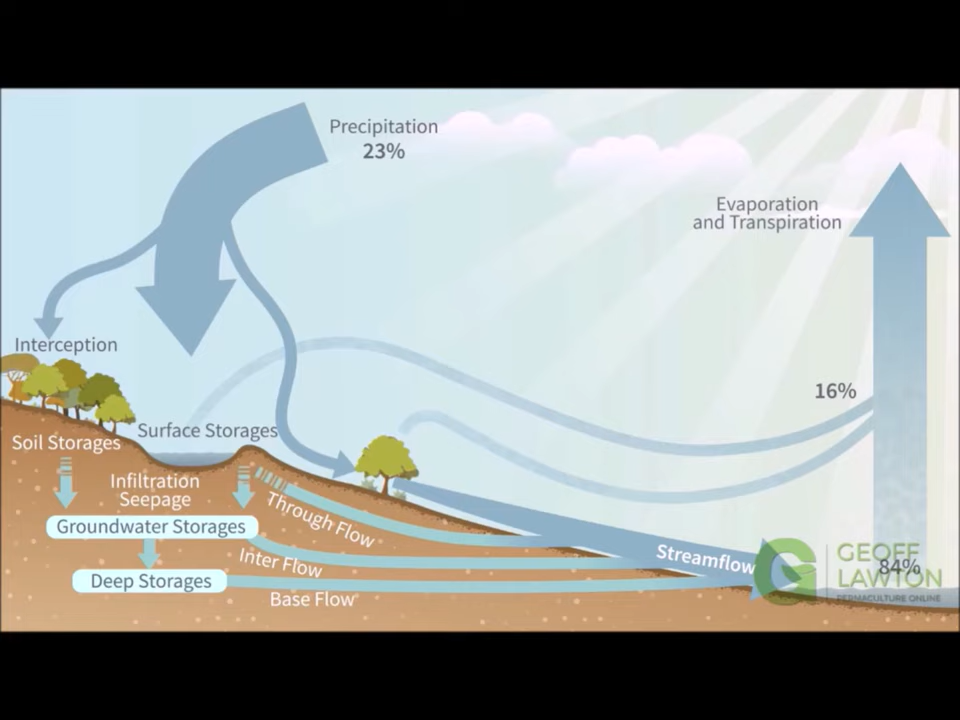 Precipitation
23%
Evaporation
and Transpiration
Interception
16%
Surface Storages
Soil Storages
Infiltration
Seepage
Through Flow
Groundwater Storages
Inter Flow
Streamflow
Deep Storages
Base Flow
GEOFF
84%
LAWTON
PERMACULTURE ONLINE